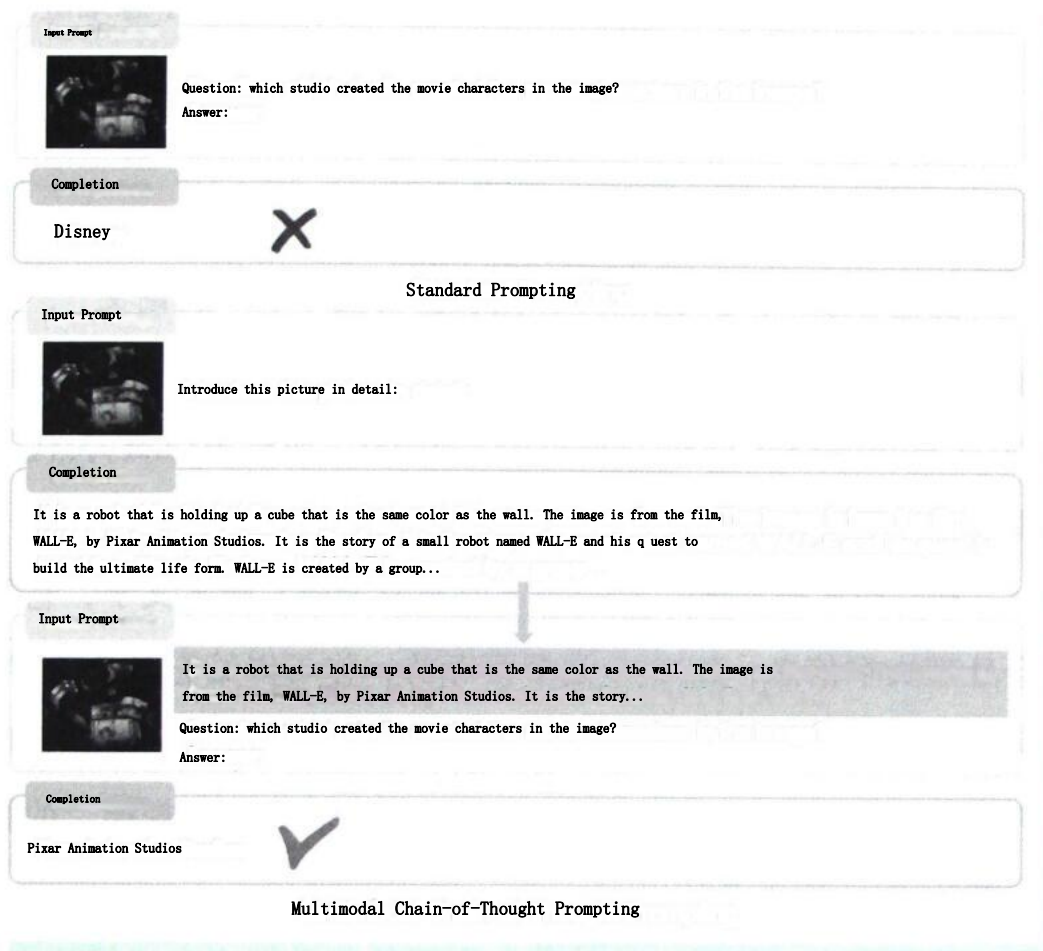 Input Prompt
Question: which studio created the movie characters in the image?
Answer:
Completion
Disney
Standard Prompting
Input Prompt
Introduce this picture in detail:
Completion
It is a robot that is holding up a cube that is the same color as the wall. The image is from the film,
WALL-E, by Pixar Animation Studios. It is the story of a small robot named WALL-E and his q uest to
build the ultimate life form. WALL-E is created by a group...
Input Prompt
It is a robot that is holding up a cube that is the same color as the wall. The image is
from the film, WALL-E, by Pixar Animation Studios. It is the story...
Question: which studio created the movie characters in the image?
Answer:
Completion
Pixar Animation Studios
Multimodal Chain-of-Thought Prompting